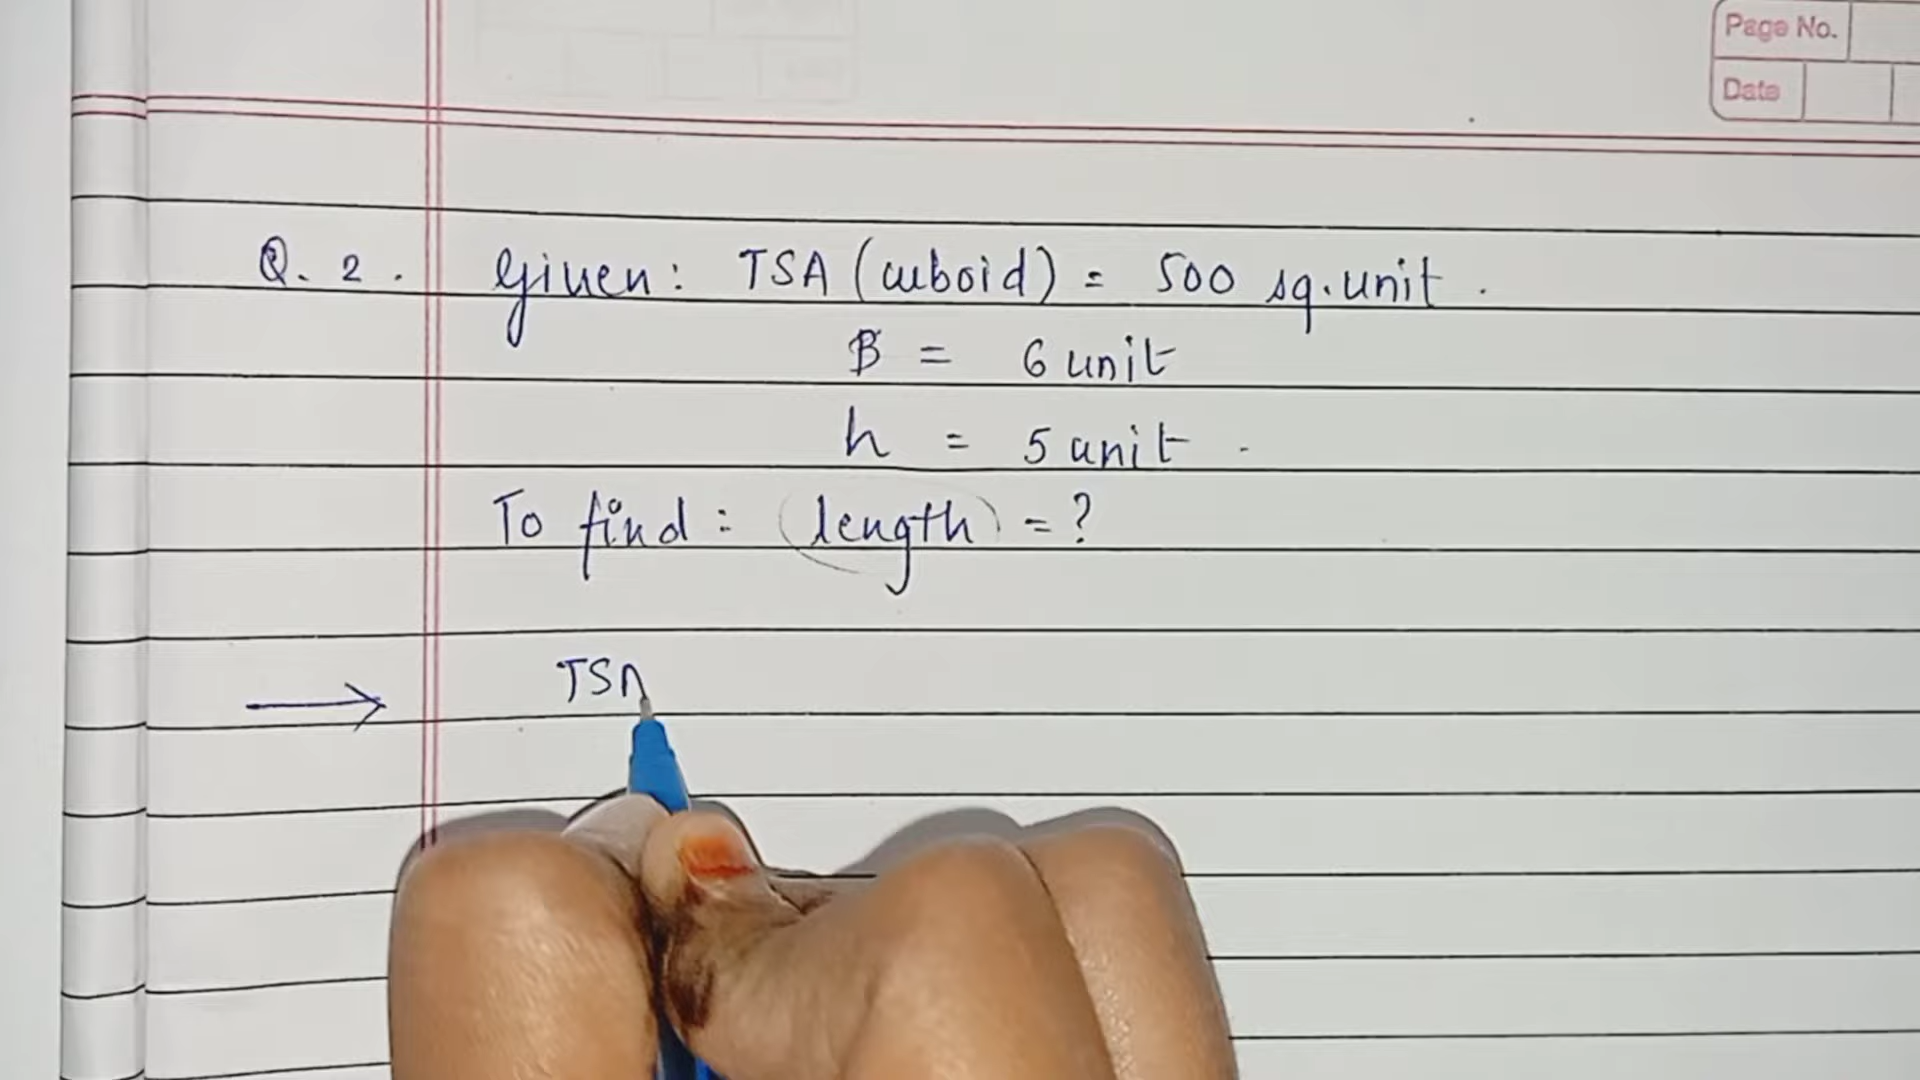 Page No.
Date
Q. 2. Given: TSA (cuboid) = 500 sq. unit.
B = 6 unit
h = 5 unit.
To find: length = ?
→ TSA